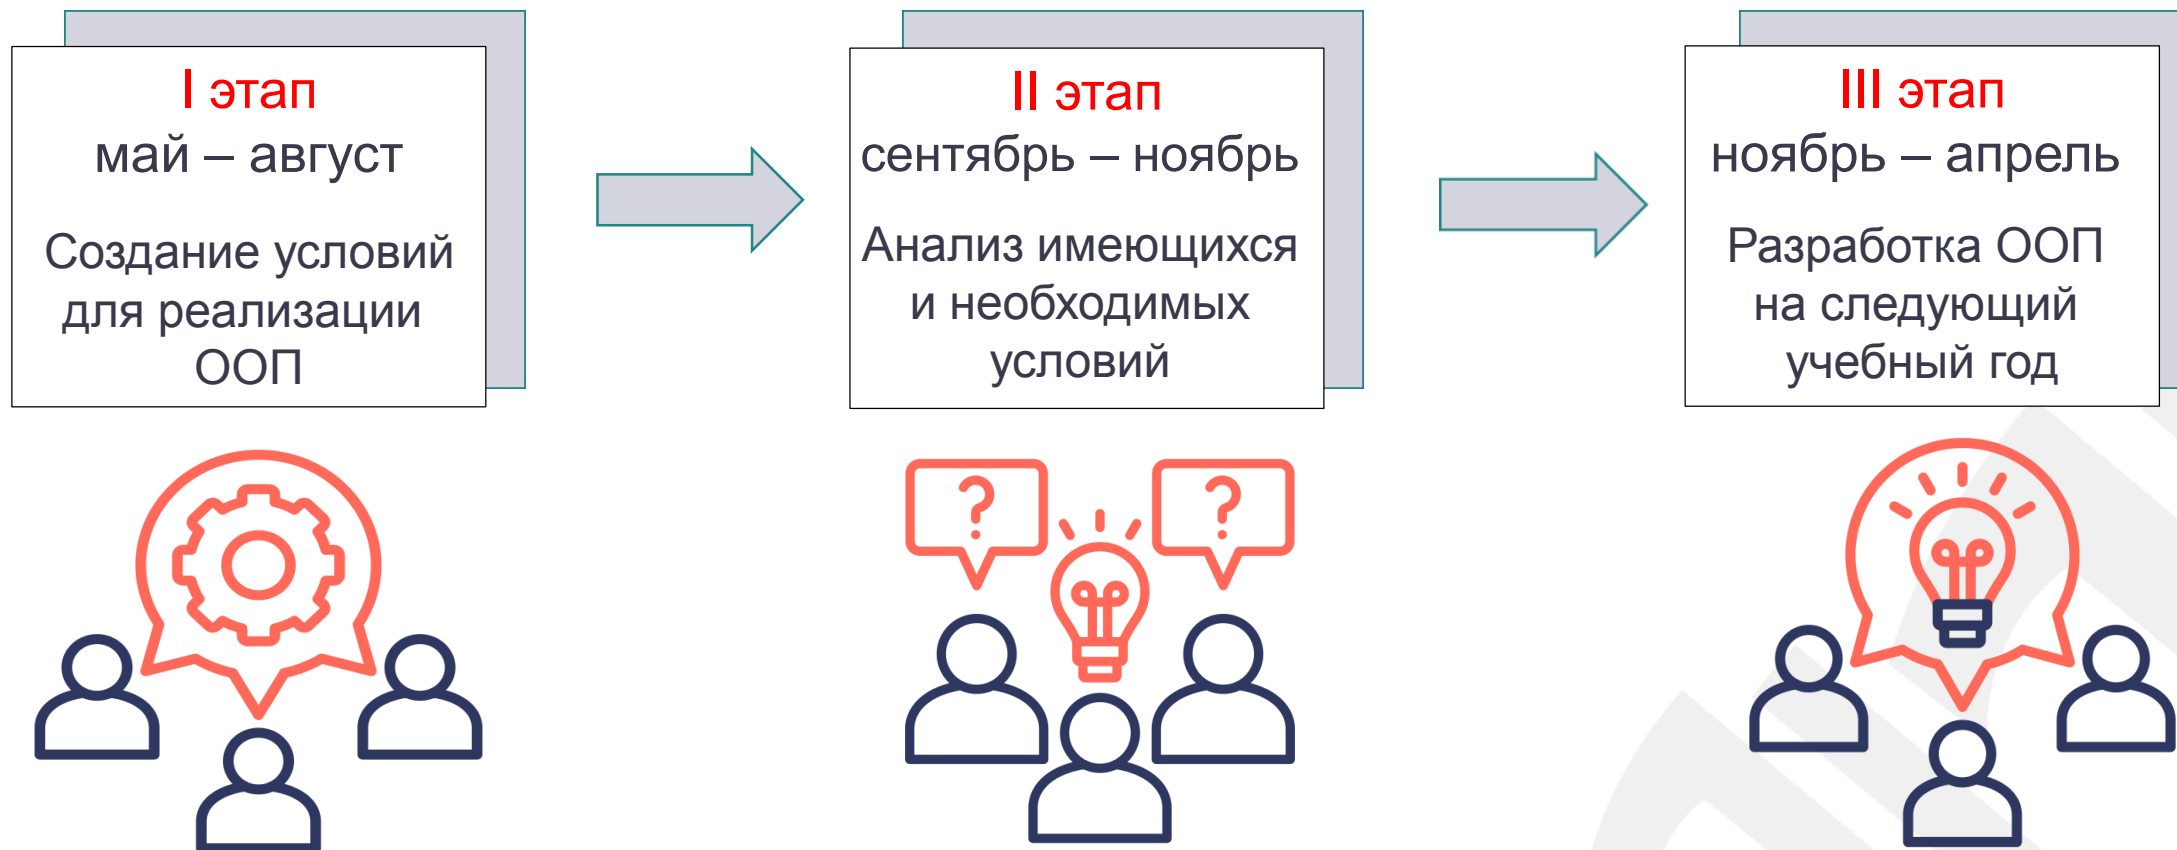 I этап
май – август
Создание условий
для реализации
ООП
II этап
сентябрь – ноябрь
Анализ имеющихся
и необходимых
условий
III этап
ноябрь – апрель
Разработка ООП
на следующий
учебный год
?
?